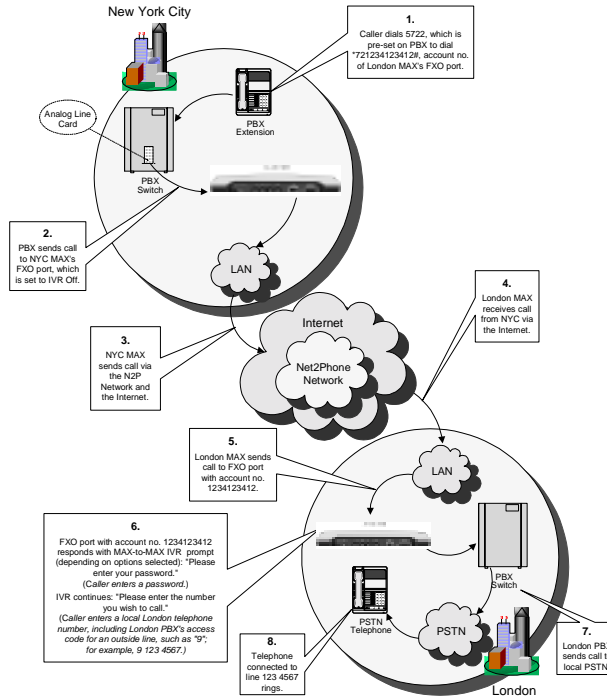 New York City
1.
Caller dials 5722, which is
pre-set on PBX to dial
*721234123412#, account no.
of London MAX's FXO port.
Analog Line
Card
PBX
Extension
PBX
Switch
2.
PBX sends call
to NYC MAX's
FXO port, which
is set to IVR Off.
LAN
3.
NYC MAX
sends call via
the N2P
Network and
the Internet.
Internet
Net2Phone
Network
4.
London MAX
receives call
from NYC via
the Internet.
5.
London MAX sends
call to FXO port
with account no.
1234123412.
LAN
6.
FXO port with account no. 1234123412
responds with MAX-to-MAX IVR prompt
(depending on options selected): "Please
enter your password."
(Caller enters a password.)
IVR continues: "Please enter the number
you wish to call."
(Caller enters a local London telephone
number, including London PBX's access
code for an outside line, such as "9";
for example, 9 123 4567.)
PBX
Switch
PSTN
Telephone
PSTN
7.
London PB
sends call t
local PSTN
8.
Telephone
connected to
line 123 4567
rings.
London